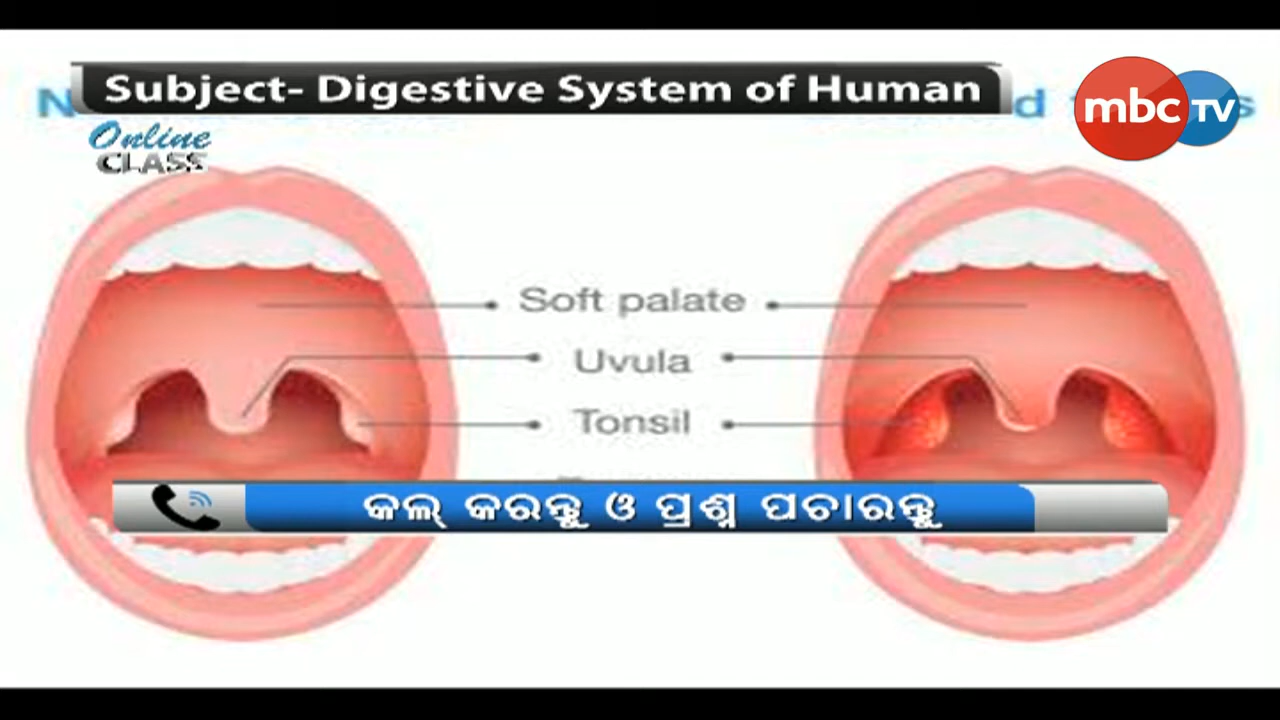 Subject- Digestive System of Human
mbc TV
Online
CLASS
Soft palate
Uvula
Tonsil
କଲ୍ କରନ୍ତୁ ଓ ପ୍ରଶ୍ନ ପଚାରନ୍ତୁ